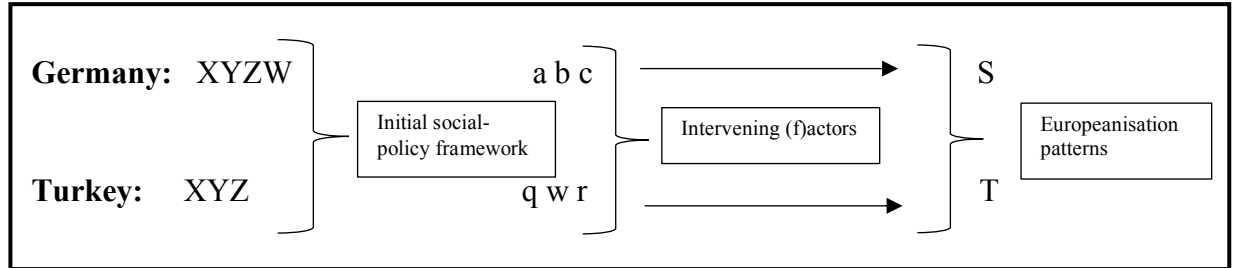 Germany: XYZW a b c S
Initial social-
policy framework
Intervening (f)actors
Europeanisation
patterns
Turkey: XYZ q w r T